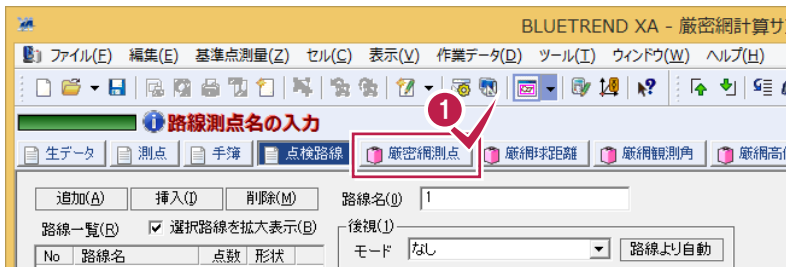 BLUETREND XA - 厳密網計算サ
ファイル(F) 編集(E) 基準点測量(Z) セル(C) 表示(V) 作業データ(D) ツール(T) ウィンドウ(W) ヘルプ(H)
1
路線測点名の入力
生データ 測点 手簿 点検路線 厳密網測点 厳網球距離 厳網観測角 厳網高低
追加(A) 挿入(I) 削除(M) 路線名(O) 1
路線一覧(R) 選択路線を拡大表示(B) 後視(1)
モード なし 路線より自動
No 路線名 点数 形状